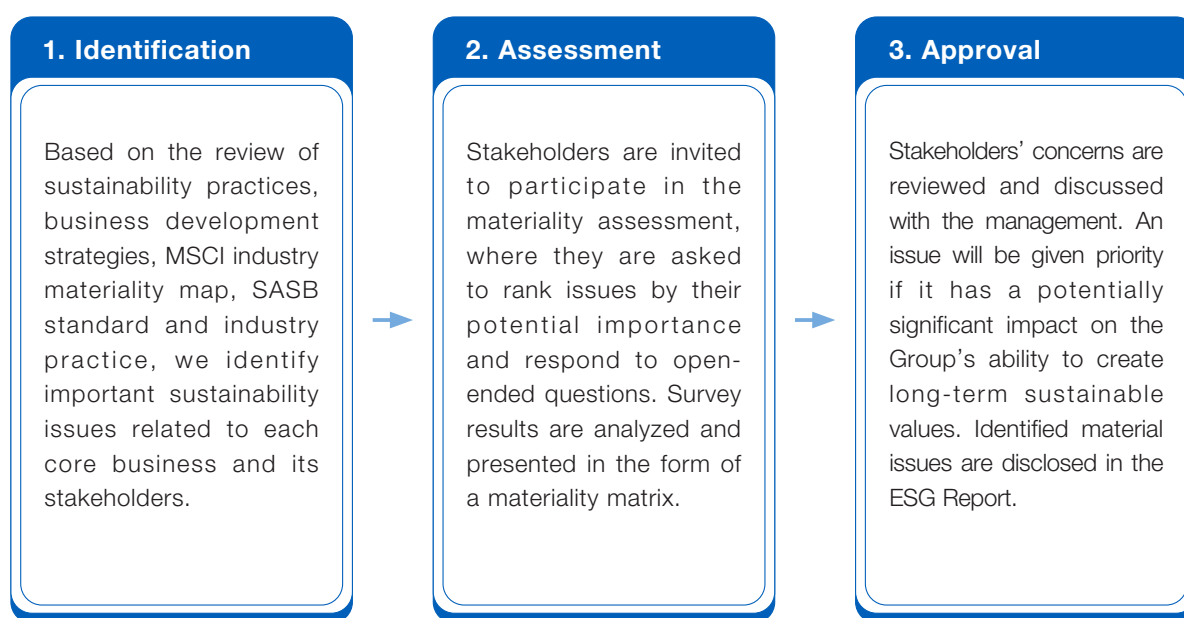 1. Identification
Based on the review of
sustainability practices,
business development
strategies, MSCI industry
materiality map, SASB
standard and industry
practice, we identify
important sustainability
issues related to each
core business and its
stakeholders.
2. Assessment
Stakeholders are invited
to participate in the
materiality assessment,
where they are asked
to rank issues by their
potential importance
and respond to open-
ended questions. Survey
results are analyzed and
presented in the form of
a materiality matrix.
3. Approval
Stakeholders’ concerns are
reviewed and discussed
with the management. An
issue will be given priority
if it has a potentially
significant impact on the
Group’s ability to create
long-term sustainable
values. Identified material
issues are disclosed in the
ESG Report.